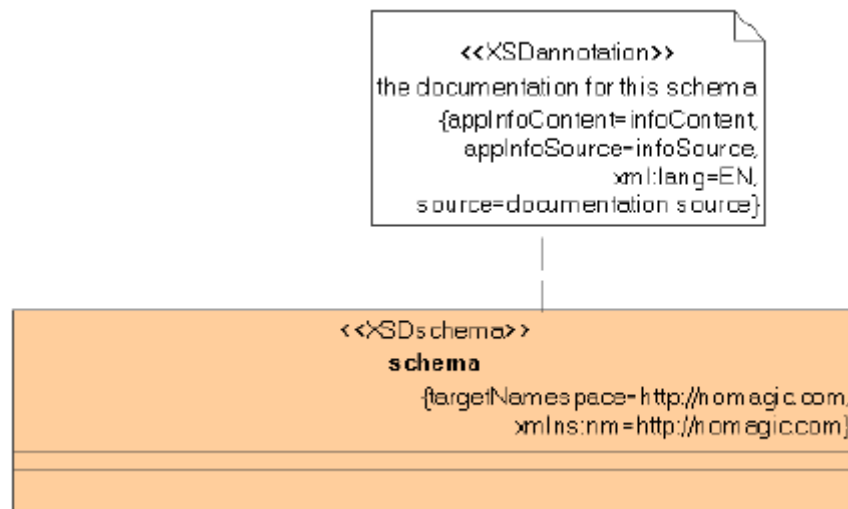 <<XSDannotation>>
the documentation for this schema
{appInfoContent=infoContent,
appInfoSource=infoSource,
xml:lang=EN,
source=documentation source}
<<XSDschema>>
schema
{targetNamespace=http://nomagic.com,
xmlns:nm=http://nomagic.com}